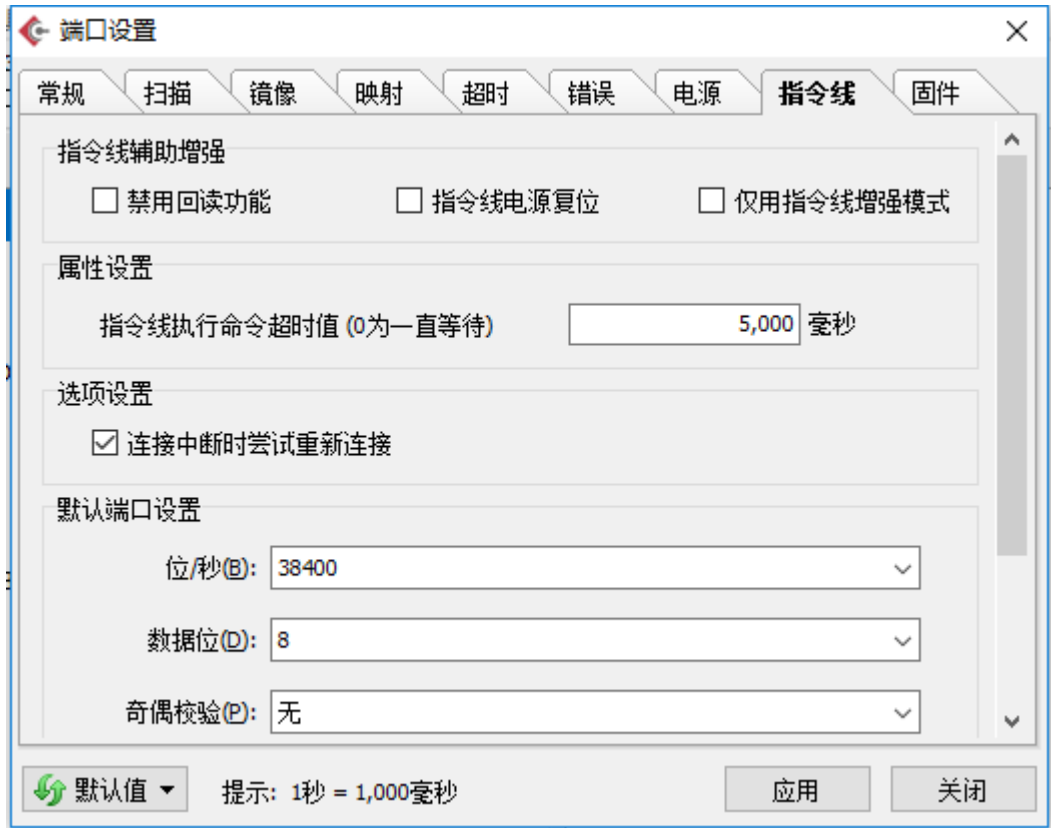 端口设置
常规 扫描 镜像 映射 超时 错误 电源 指令线 固件
指令线辅助增强
禁用回读功能 指令线电源复位 仅用指令线增强模式
属性设置
指令线执行命令超时值 (0为一直等待) 5,000 毫秒
选项设置
连接中断时尝试重新连接
默认端口设置
位/秒(B): 38400
数据位(D): 8
奇偶校验(P): 无
默认值 提示: 1秒 = 1,000毫秒 应用 关闭